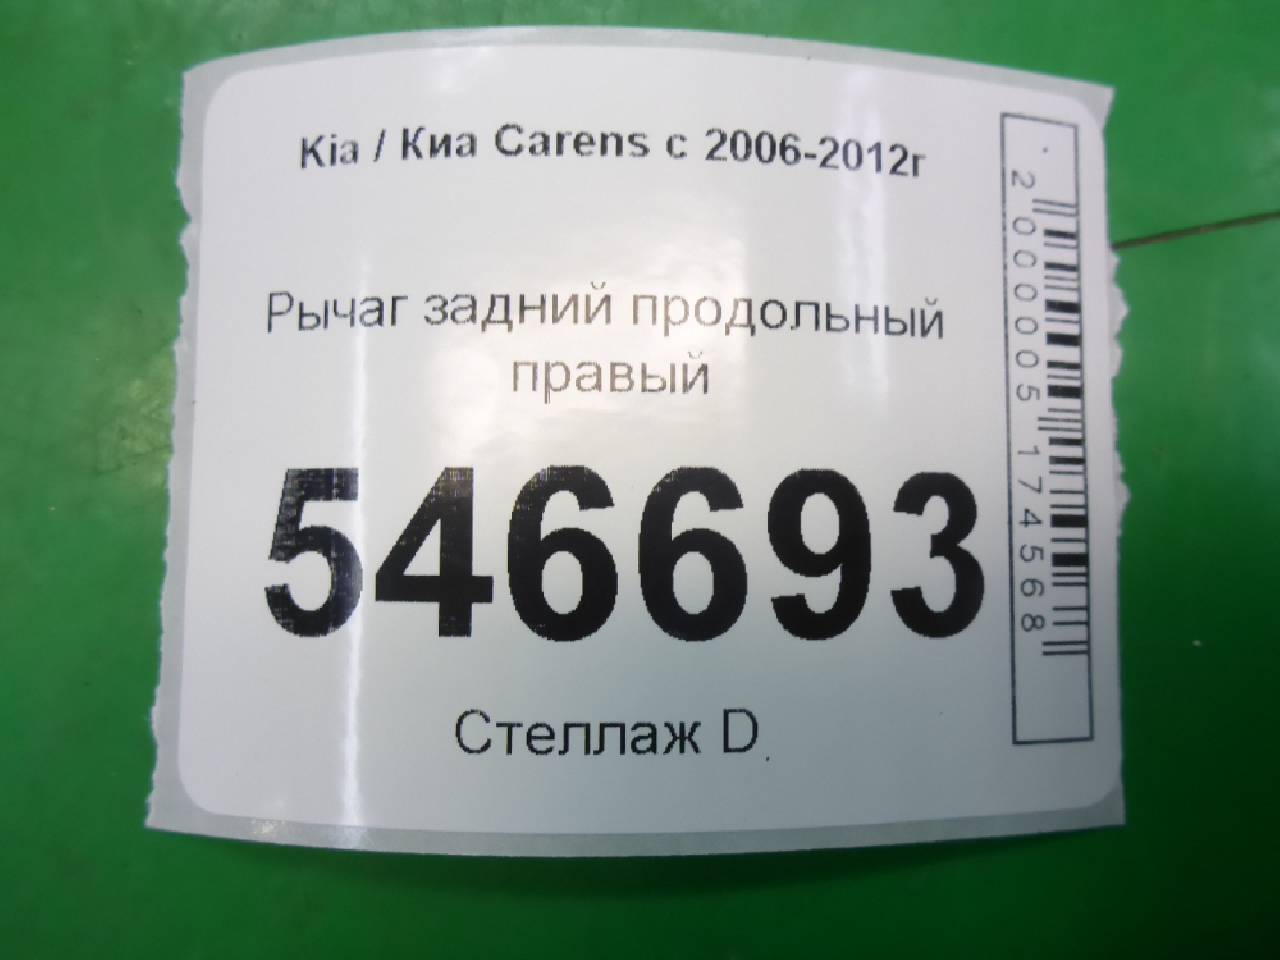 Kia / Киа Carens с 2006-2012г
Рычаг задний продольный
правый
546693
Стеллаж D
2000005174568